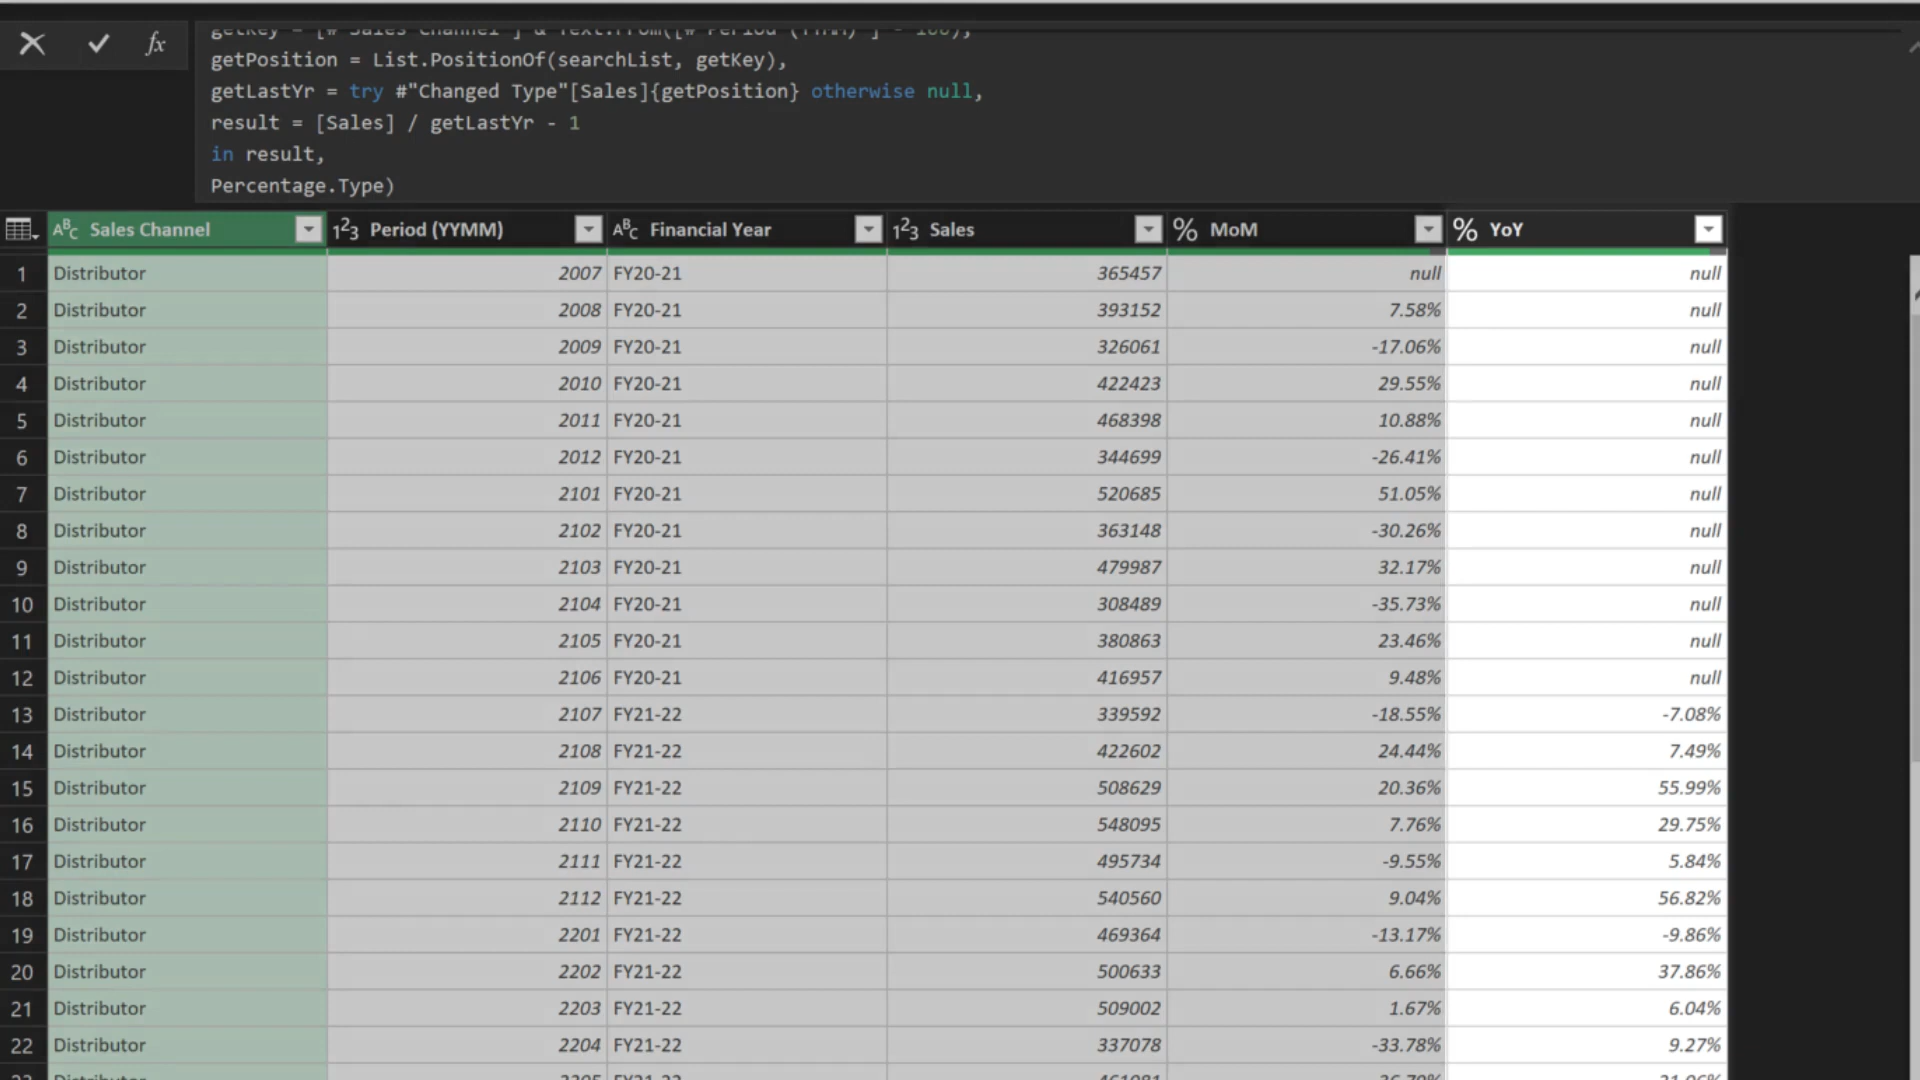 getKey = [#"Sales Channel"] & Text.From([#"Period (YYMM)"] - 100),
getPosition = List.PositionOf(searchList, getKey),
getLastYr = try #"Changed Type"[Sales]{getPosition} otherwise null,
result = [Sales] / getLastYr - 1
in result,
Percentage.Type)
fx
Sales Channel Period (YYMM) Financial Year Sales MoM YoY
1 Distributor 2007 FY20-21 365457 null null
2 Distributor 2008 FY20-21 393152 7.58% null
3 Distributor 2009 FY20-21 326061 -17.06% null
4 Distributor 2010 FY20-21 422423 29.55% null
5 Distributor 2011 FY20-21 468398 10.88% null
6 Distributor 2012 FY20-21 344699 -26.41% null
7 Distributor 2101 FY20-21 520685 51.05% null
8 Distributor 2102 FY20-21 363148 -30.26% null
9 Distributor 2103 FY20-21 479987 32.17% null
10 Distributor 2104 FY20-21 308489 -35.73% null
11 Distributor 2105 FY20-21 380863 23.46% null
12 Distributor 2106 FY20-21 416957 9.48% null
13 Distributor 2107 FY21-22 339592 -18.55% -7.08%
14 Distributor 2108 FY21-22 422602 24.44% 7.49%
15 Distributor 2109 FY21-22 508629 20.36% 55.99%
16 Distributor 2110 FY21-22 548095 7.76% 29.75%
17 Distributor 2111 FY21-22 495734 -9.55% 5.84%
18 Distributor 2112 FY21-22 540560 9.04% 56.82%
19 Distributor 2201 FY21-22 469364 -13.17% -9.86%
20 Distributor 2202 FY21-22 500633 6.66% 37.86%
21 Distributor 2203 FY21-22 509002 1.67% 6.04%
22 Distributor 2204 FY21-22 337078 -33.78% 9.27%